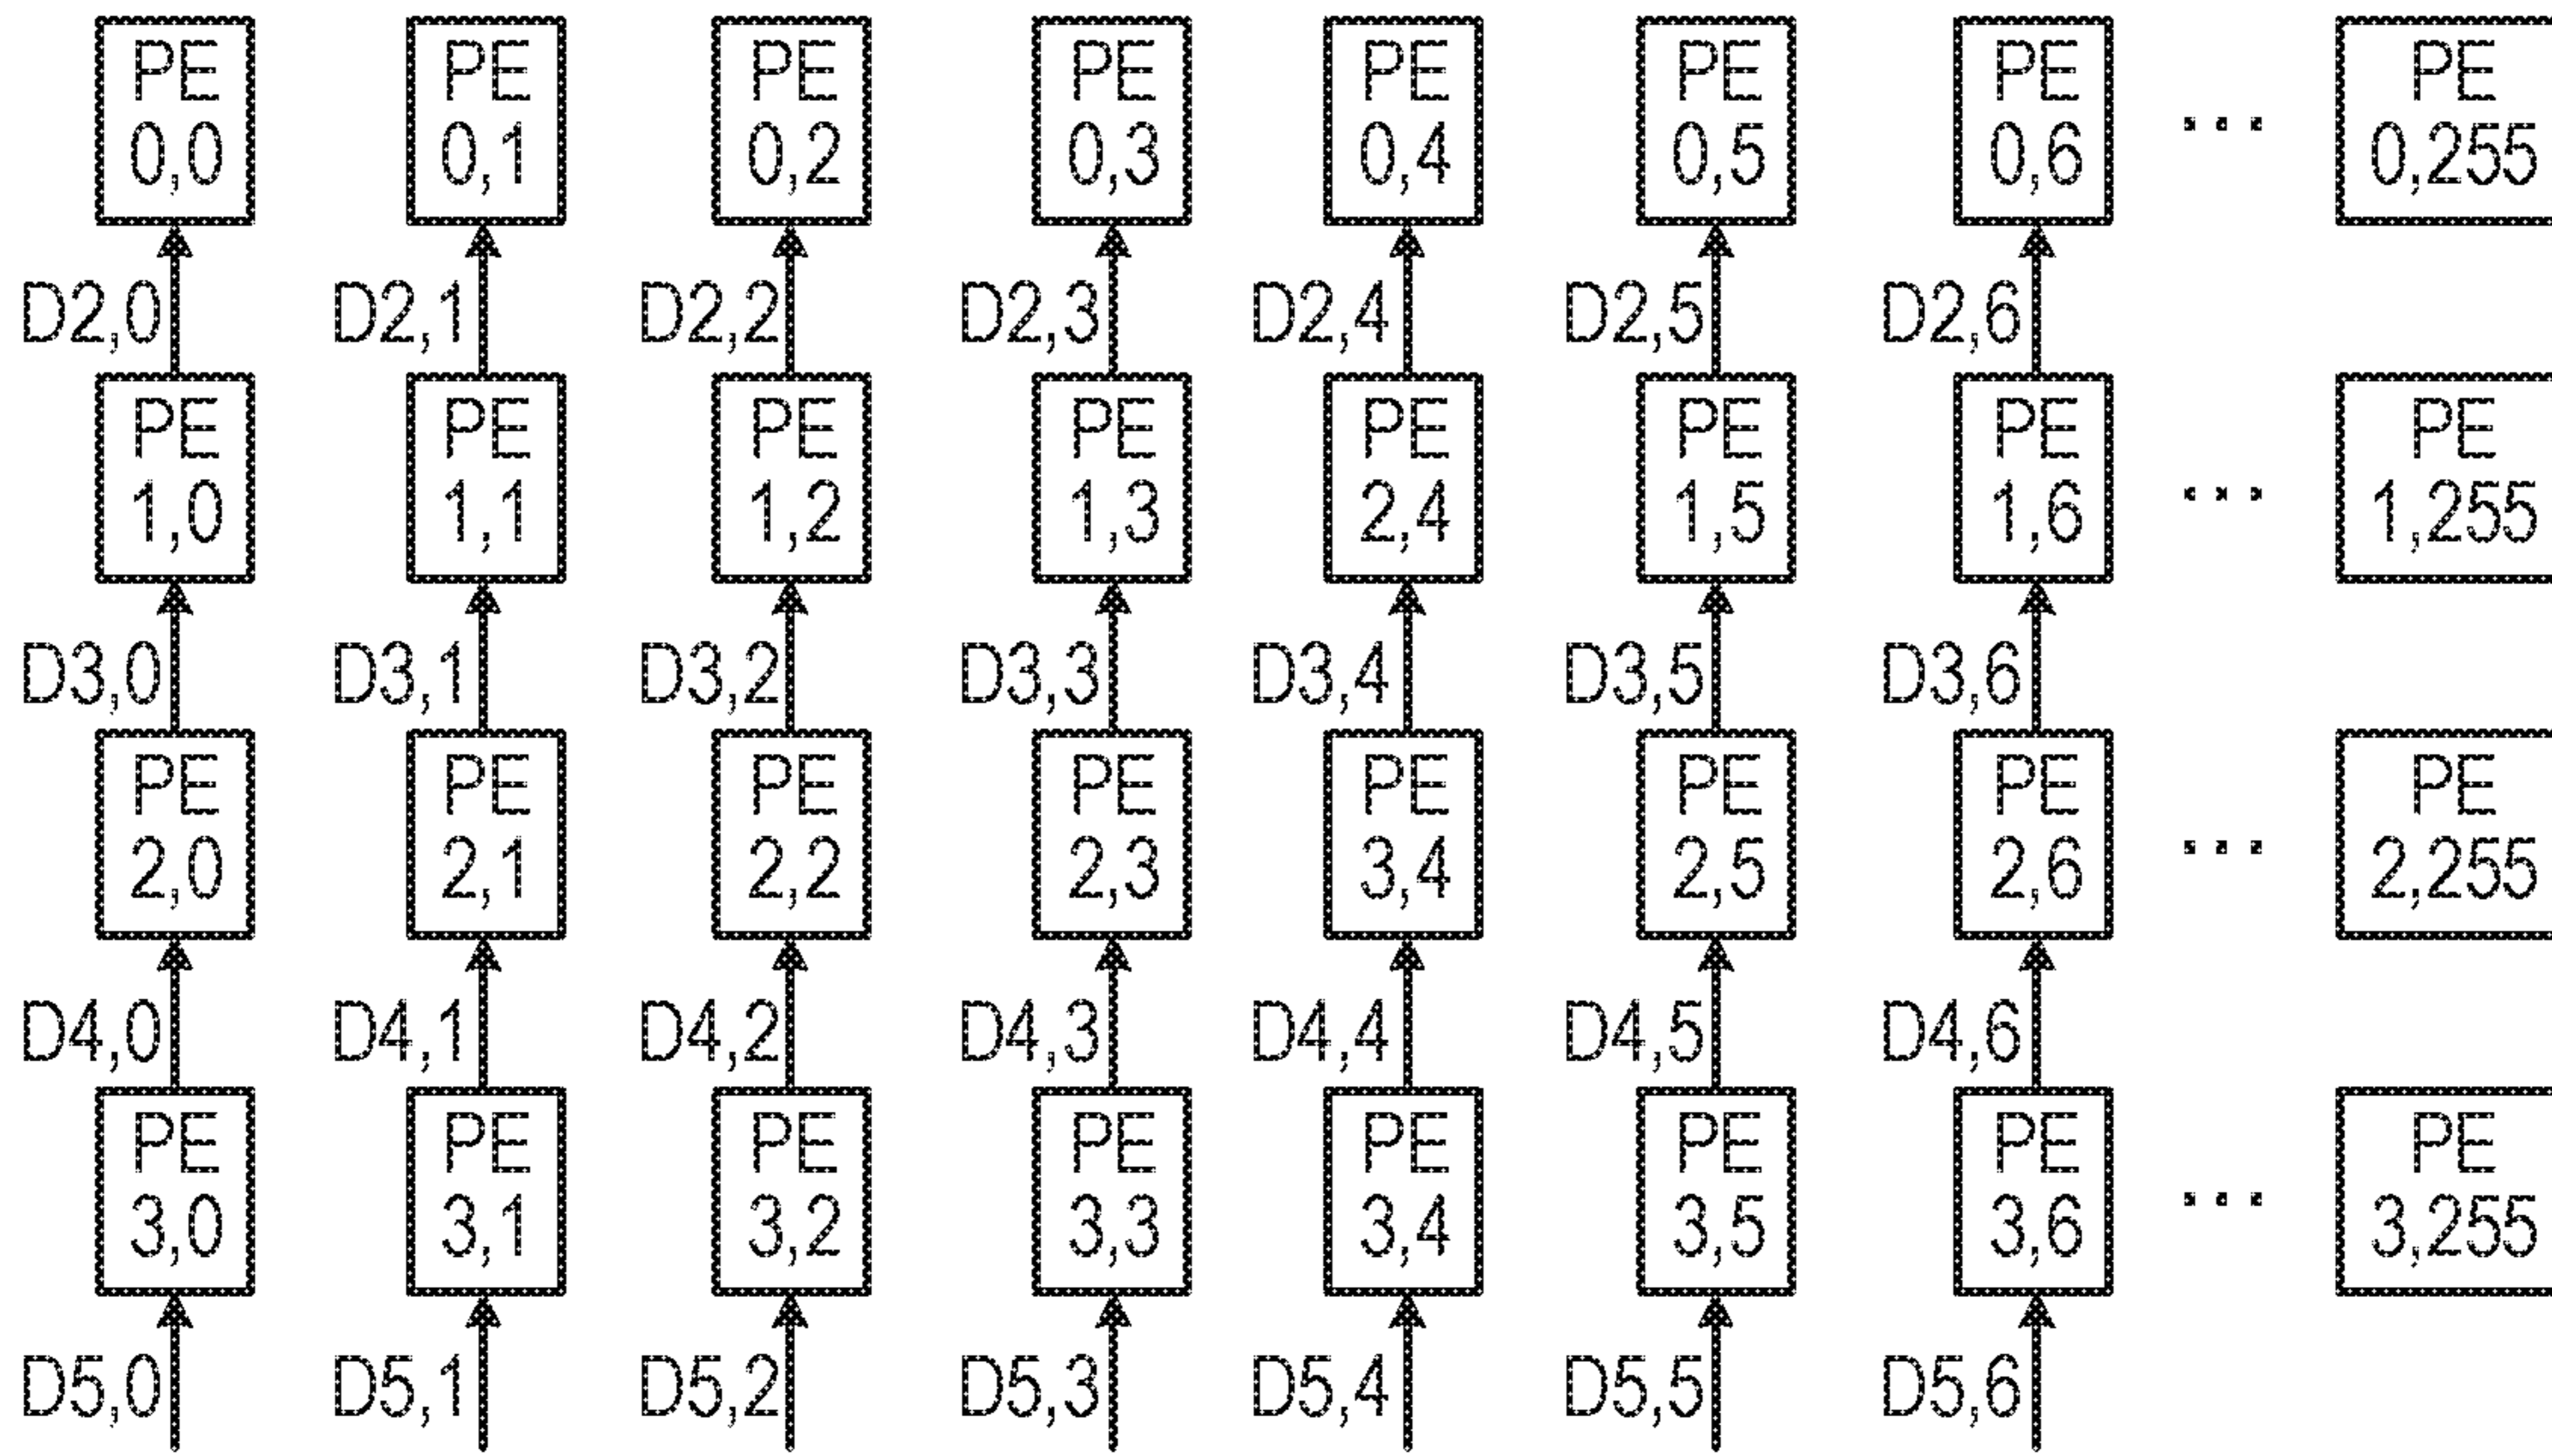 PE PE PE PE PE PE PE PE
0,0 0,1 0,2 0,3 0,4 0,5 0,6 ... 0,255
D2,0 D2,1 D2,2 D2,3 D2,4 D2,5 D2,6
PE PE PE PE PE PE PE PE
1,0 1,1 1,2 1,3 2,4 1,5 1,6 ... 1,255
D3,0 D3,1 D3,2 D3,3 D3,4 D3,5 D3,6
PE PE PE PE PE PE PE PE
2,0 2,1 2,2 2,3 3,4 2,5 2,6 ... 2,255
D4,0 D4,1 D4,2 D4,3 D4,4 D4,5 D4,6
PE PE PE PE PE PE PE PE
3,0 3,1 3,2 3,3 3,4 3,5 3,6 ... 3,255
D5,0 D5,1 D5,2 D5,3 D5,4 D5,5 D5,6